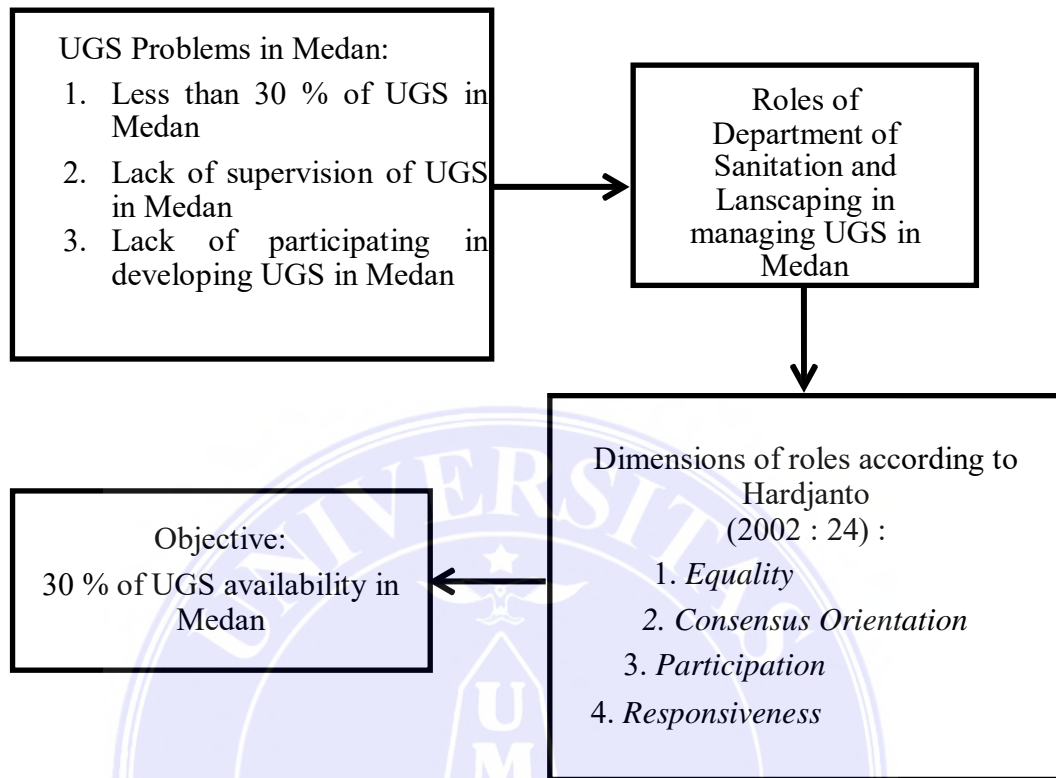 UGS Problems in Medan:
1. Less than 30 % of UGS in
Medan
2. Lack of supervision of UGS
in Medan
3. Lack of participating in
developing UGS in Medan
Roles of
Department of
Sanitation and
Lanscaping in
managing UGS in
Medan
Dimensions of roles according to
Hardjanto
(2002 : 24) :
1. Equality
2. Consensus Orientation
3. Participation
4. Responsiveness
Objective:
30 % of UGS availability in
Medan
UNIVERSITAS
U
M